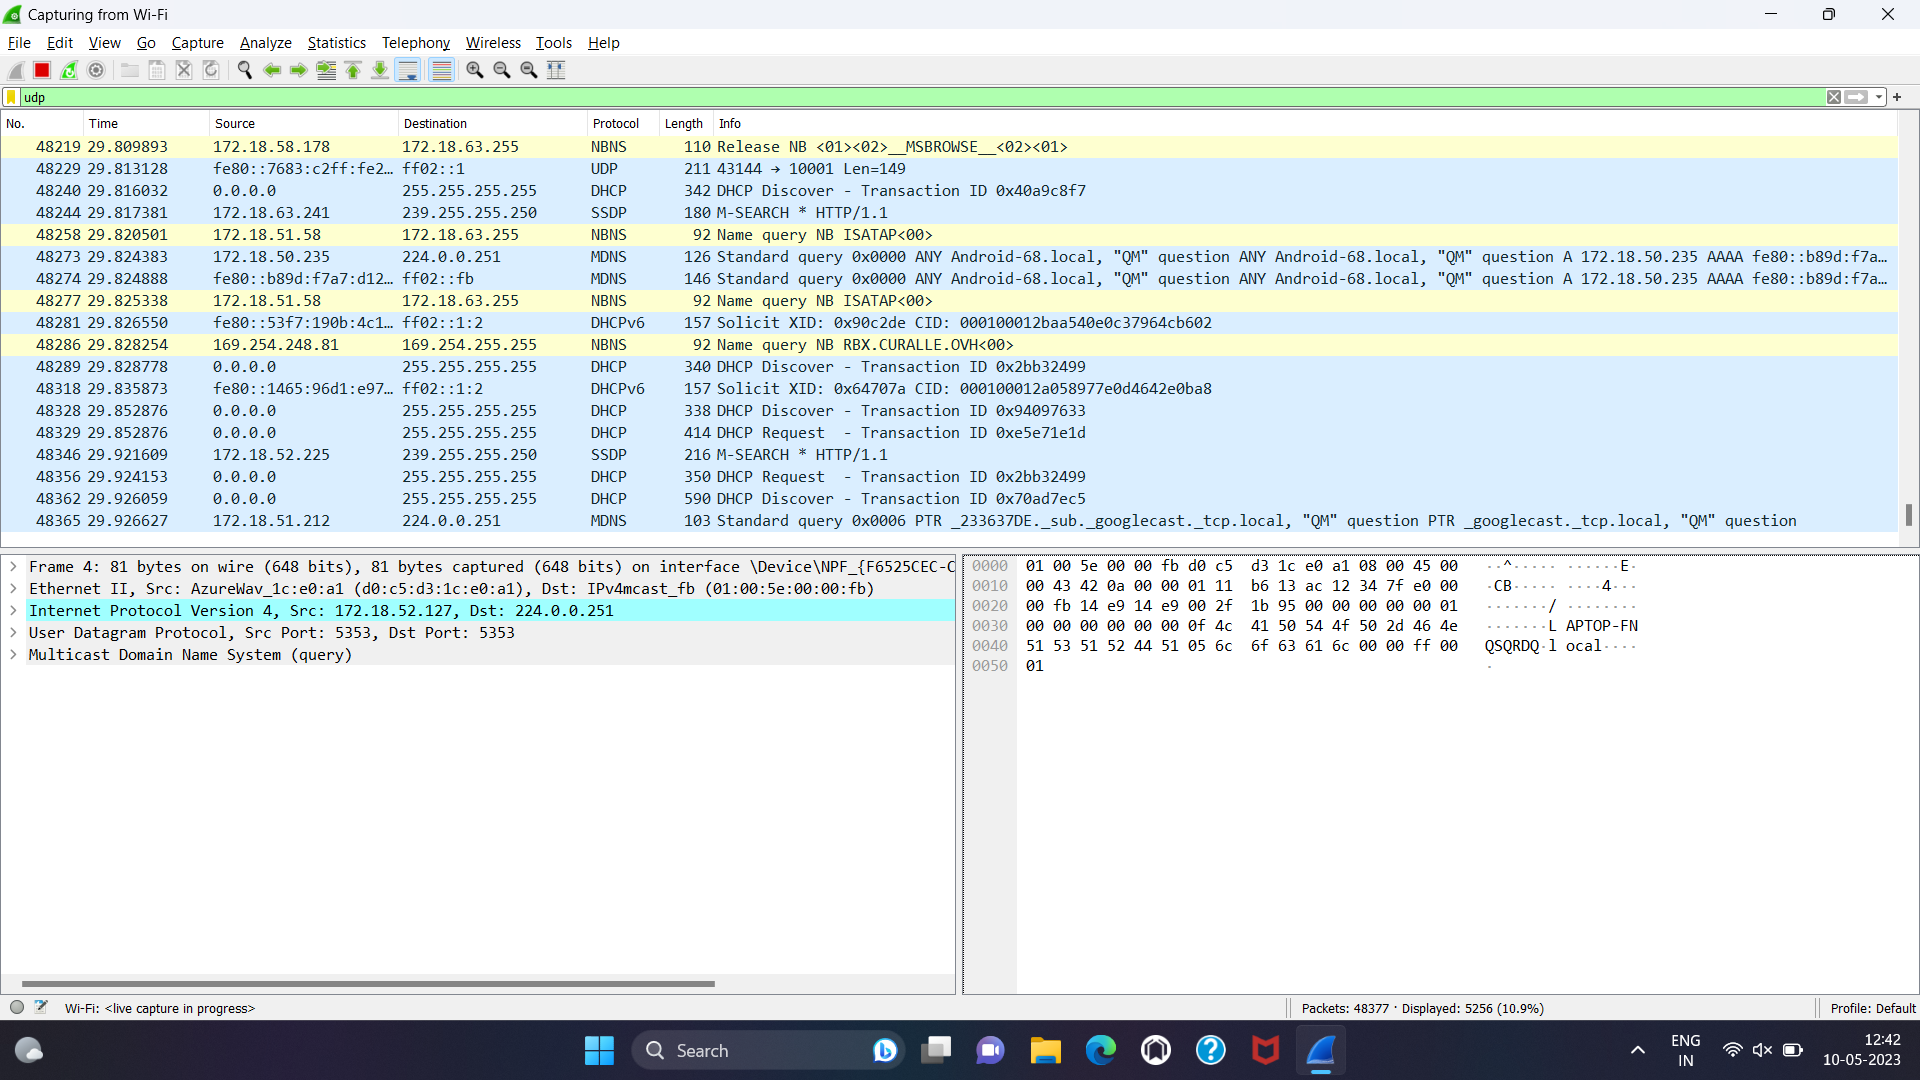 Capturing from Wi-Fi
File Edit View Go Capture Analyze Statistics Telephony Wireless Tools Help
udp
No. Time Source Destination Protocol Length Info
48219 29.809893 172.18.58.178 172.18.63.255 NBNS 110 Release NB <01><02>__MSBROWSE__<02><01>
48229 29.813128 fe80::7683:c2ff:fe2… ff02::1 UDP 211 43144 → 10001 Len=149
48240 29.816032 0.0.0.0 255.255.255.255 DHCP 342 DHCP Discover - Transaction ID 0x40a9c8f7
48244 29.817381 172.18.63.241 239.255.255.250 SSDP 180 M-SEARCH * HTTP/1.1
48258 29.820501 172.18.51.58 172.18.63.255 NBNS 92 Name query NB ISATAP<00>
48273 29.824383 172.18.50.235 224.0.0.251 MDNS 126 Standard query 0x0000 ANY Android-68.local, "QM" question ANY Android-68.local, "QM" question A 172.18.50.235 AAAA fe80::b89d:f7a…
48274 29.824888 fe80::b89d:f7a7:d12… ff02::fb MDNS 146 Standard query 0x0000 ANY Android-68.local, "QM" question ANY Android-68.local, "QM" question A 172.18.50.235 AAAA fe80::b89d:f7a…
48277 29.825338 172.18.51.58 172.18.63.255 NBNS 92 Name query NB ISATAP<00>
48281 29.826550 fe80::53f7:190b:4c1… ff02::1:2 DHCPv6 157 Solicit XID: 0x90c2de CID: 000100012baa540e0c37964cb602
48286 29.828254 169.254.248.81 169.254.255.255 NBNS 92 Name query NB RBX.CURALLE.OVH<00>
48289 29.828778 0.0.0.0 255.255.255.255 DHCP 340 DHCP Discover - Transaction ID 0x2bb32499
48318 29.835873 fe80::1465:96d1:e97… ff02::1:2 DHCPv6 157 Solicit XID: 0x64707a CID: 000100012a058977e0d4642e0ba8
48328 29.852876 0.0.0.0 255.255.255.255 DHCP 338 DHCP Discover - Transaction ID 0x94097633
48329 29.852876 0.0.0.0 255.255.255.255 DHCP 414 DHCP Request - Transaction ID 0xe5e71e1d
48346 29.921609 172.18.52.225 239.255.255.250 SSDP 216 M-SEARCH * HTTP/1.1
48356 29.924153 0.0.0.0 255.255.255.255 DHCP 350 DHCP Request - Transaction ID 0x2bb32499
48362 29.926059 0.0.0.0 255.255.255.255 DHCP 590 DHCP Discover - Transaction ID 0x70ad7ec5
48365 29.926627 172.18.51.212 224.0.0.251 MDNS 103 Standard query 0x0006 PTR _233637DE._sub._googlecast._tcp.local, "QM" question PTR _googlecast._tcp.local, "QM" question
Frame 4: 81 bytes on wire (648 bits), 81 bytes captured (648 bits) on interface \Device\NPF_{F6525CEC-C
Ethernet II, Src: AzureWav_1c:e0:a1 (d0:c5:d3:1c:e0:a1), Dst: IPv4mcast_fb (01:00:5e:00:00:fb)
Internet Protocol Version 4, Src: 172.18.52.127, Dst: 224.0.0.251
User Datagram Protocol, Src Port: 5353, Dst Port: 5353
Multicast Domain Name System (query)
0000 01 00 5e 00 00 fb d0 c5 d3 1c e0 a1 08 00 45 00 ··^····· ······E·
0010 00 43 42 0a 00 00 01 11 b6 13 ac 12 34 7f e0 00 ·CB····· ····4···
0020 00 fb 14 e9 14 e9 00 2f 1b 95 00 00 00 00 00 01 ·······/ ········
0030 00 00 00 00 00 00 0f 4c 41 50 54 4f 50 2d 46 4e ·······L APTOP-FN
0040 51 53 51 52 44 51 05 6c 6f 63 61 6c 00 00 ff 00 QSQRDQ·l ocal····
0050 01 ·
Wi-Fi: <live capture in progress>
Packets: 48377 · Displayed: 5256 (10.9%)
Profile: Default
Search
ENG
IN
12:42
10-05-2023